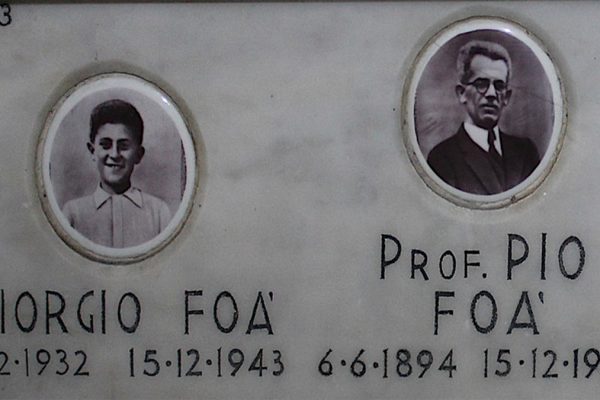 3
IORGIO FOA'
2·1932 15·12·1943
PROF. PIO
FOA'
6·6·1894 15·12·19